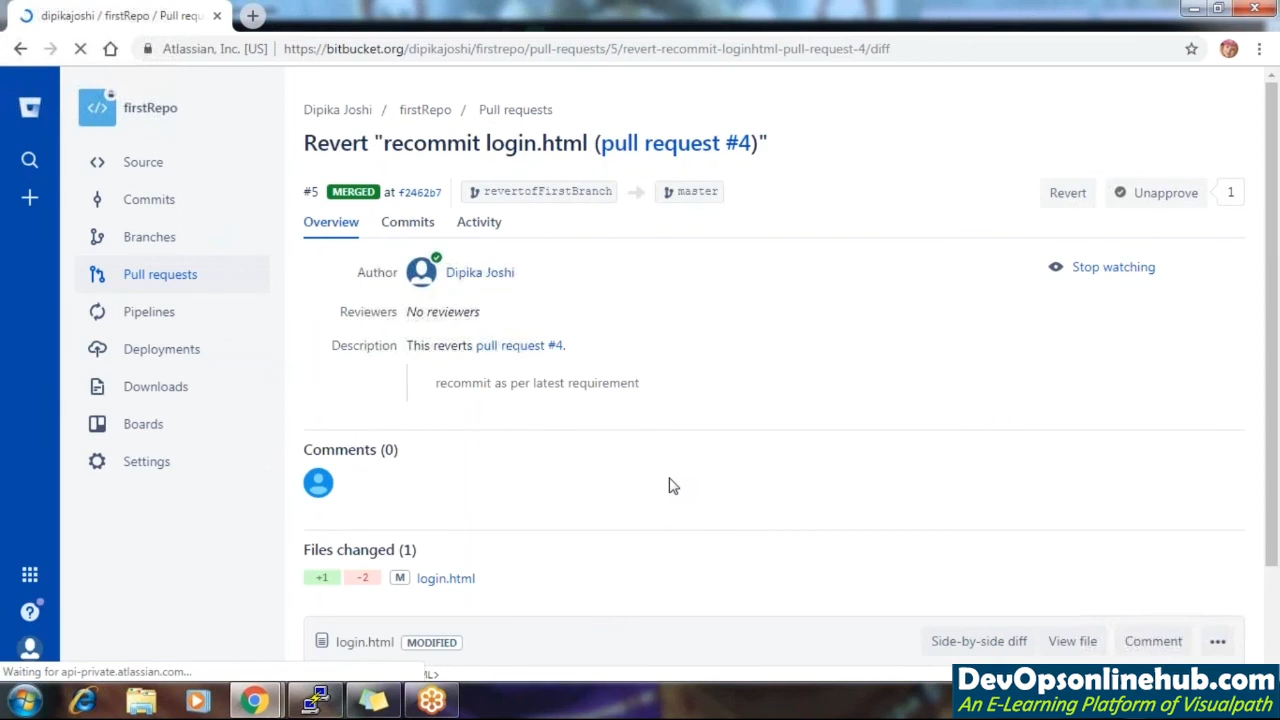 dipikajoshi / firstRepo / Pull requ
Atlassian, Inc. [US] https://bitbucket.org/dipikajoshi/firstrepo/pull-requests/5/revert-recommit-loginhtml-pull-request-4/diff
firstRepo
Source
Commits
Branches
Pull requests
Pipelines
Deployments
Downloads
Boards
Settings
Dipika Joshi / firstRepo / Pull requests
Revert "recommit login.html (pull request #4)"
#5 MERGED at f2462b7 revertofFirstBranch master
Revert Unapprove 1
Overview Commits Activity
Author Dipika Joshi
Stop watching
Reviewers No reviewers
Description This reverts pull request #4.
recommit as per latest requirement
Comments (0)
Files changed (1)
+1 -2 M login.html
login.html MODIFIED Side-by-side diff View file Comment
Waiting for api-private.atlassian.com...
DevOpsonlinehub.com
An E-Learning Platform of Visualpath